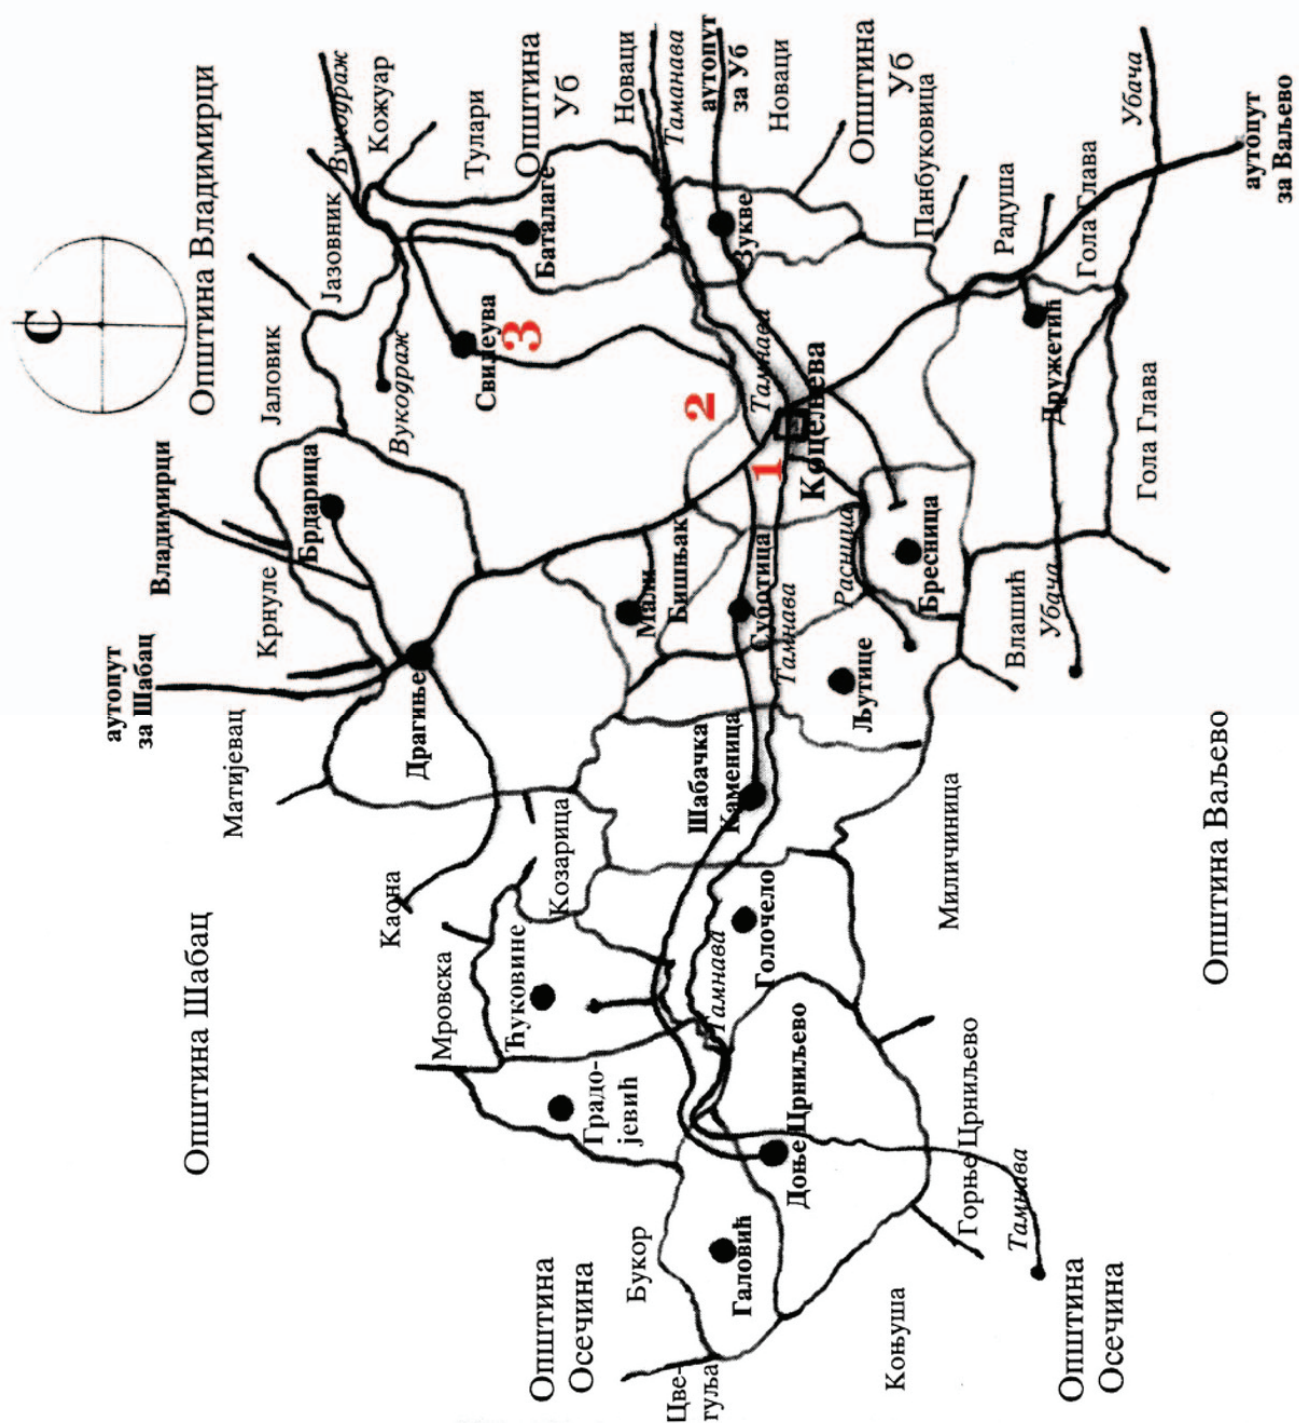 С
Општина Владимирци
Општина Шабац
аутопут
за Шабац
Владимирци
Матијевац
Крнуле
Јаловик
Јазовник
Вукодраж
Кожуар
Тулари
Општина
Уб
Новаци
Таманава
аутопут
за Уб
Новаци
Општина
Уб
Панбуковица
Радуша
Гола Глава
Убача
аутопут
за Ваљево
Каона
Драгиње
Брдарица
Вукодраж
Свилеува
3
Баталаге
2
Тамнава
Зукве
1
Коцељева
Дружетић
Гола Глава
Мровска
Ћуковине
Козарица
Мали
Бишњак
Суботица
Тамнава
Расница
Бресница
Љутице
Влашић
Убача
Шабачка
Каменица
Голочело
Тамнава
Миличиница
Општина Ваљево
Градо-
јевић
Доње Црниљево
Горње Црниљево
Тамнава
Букор
Галовић
Општина
Осечина
Цве-
гуља
Коњуша
Општина
Осечина